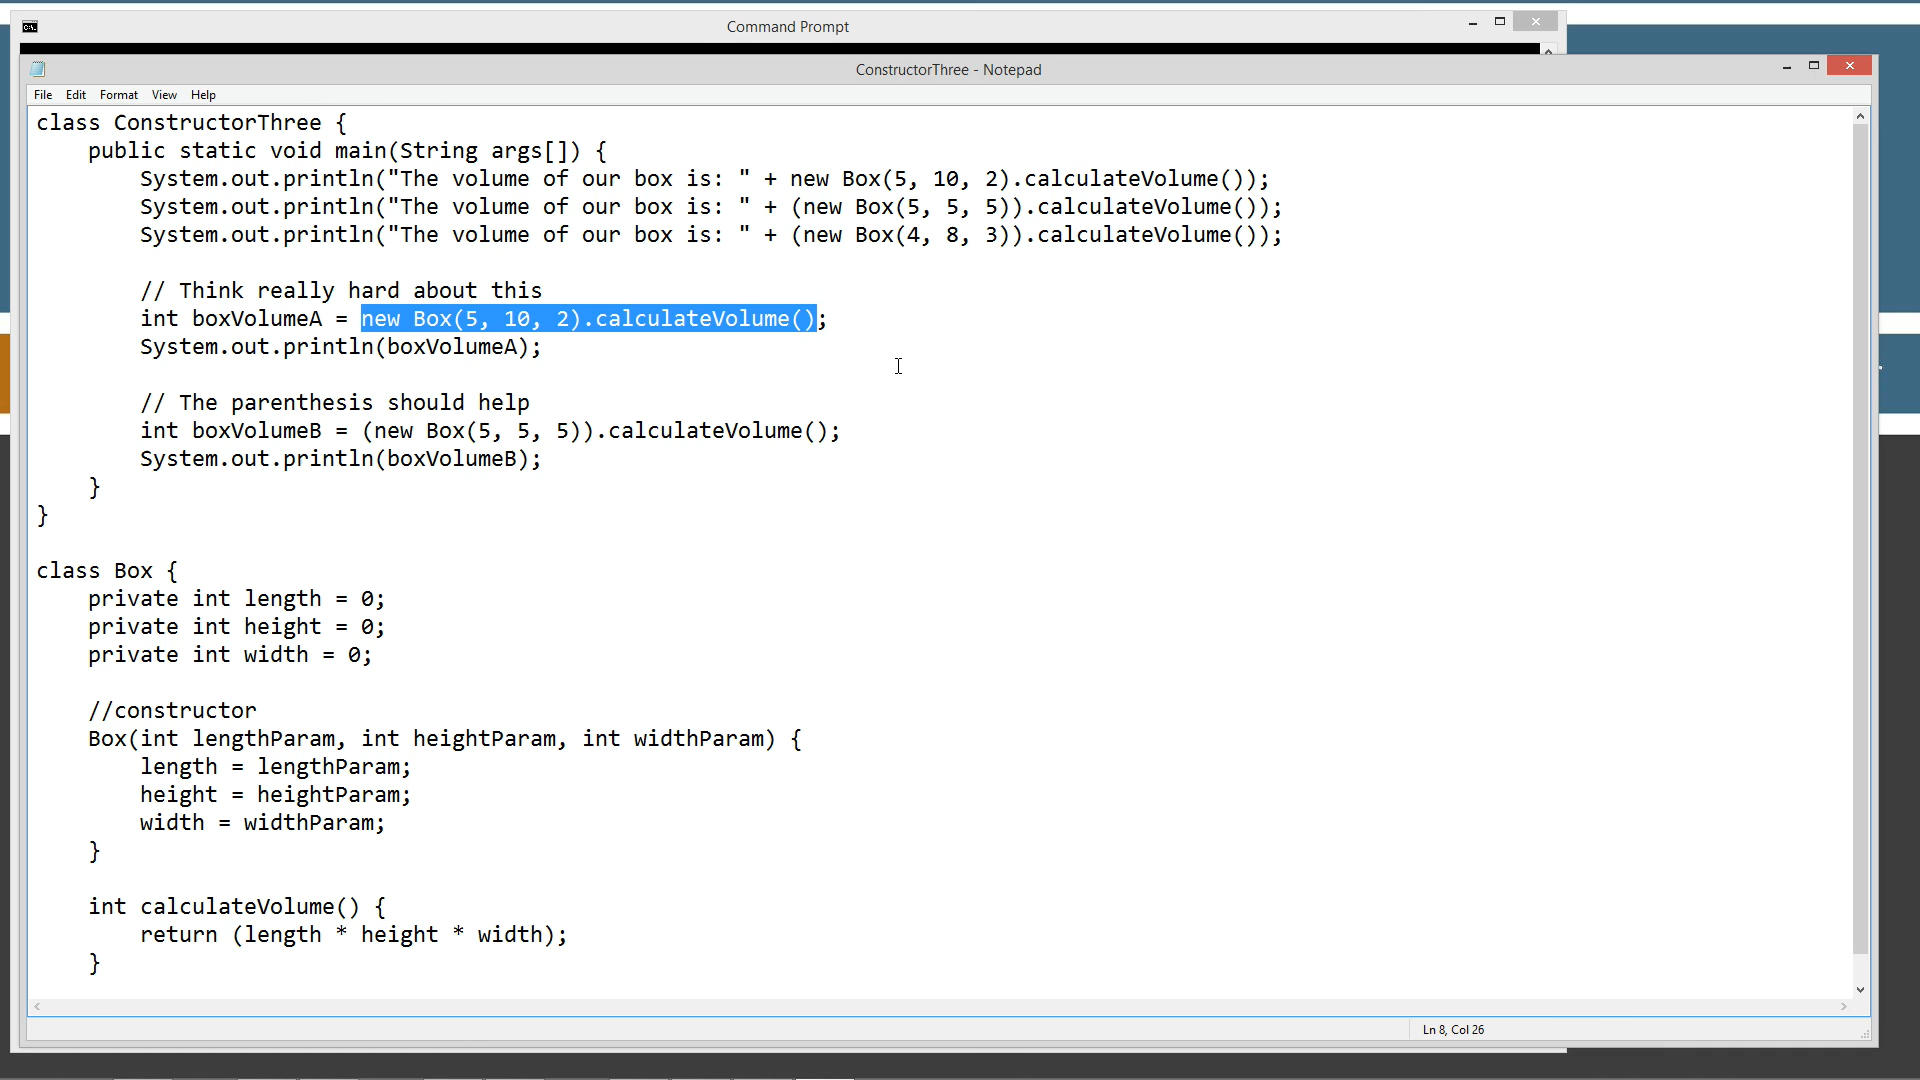 Command Prompt
ConstructorThree - Notepad
File Edit Format View Help
class ConstructorThree {
    public static void main(String args[]) {
        System.out.println("The volume of our box is: " + new Box(5, 10, 2).calculateVolume());
        System.out.println("The volume of our box is: " + (new Box(5, 5, 5)).calculateVolume());
        System.out.println("The volume of our box is: " + (new Box(4, 8, 3)).calculateVolume());

        // Think really hard about this
        int boxVolumeA = new Box(5, 10, 2).calculateVolume();
        System.out.println(boxVolumeA);

        // The parenthesis should help
        int boxVolumeB = (new Box(5, 5, 5)).calculateVolume();
        System.out.println(boxVolumeB);
    }
}

class Box {
    private int length = 0;
    private int height = 0;
    private int width = 0;

    //constructor
    Box(int lengthParam, int heightParam, int widthParam) {
        length = lengthParam;
        height = heightParam;
        width = widthParam;
    }

    int calculateVolume() {
        return (length * height * width);
    }
Ln 8, Col 26